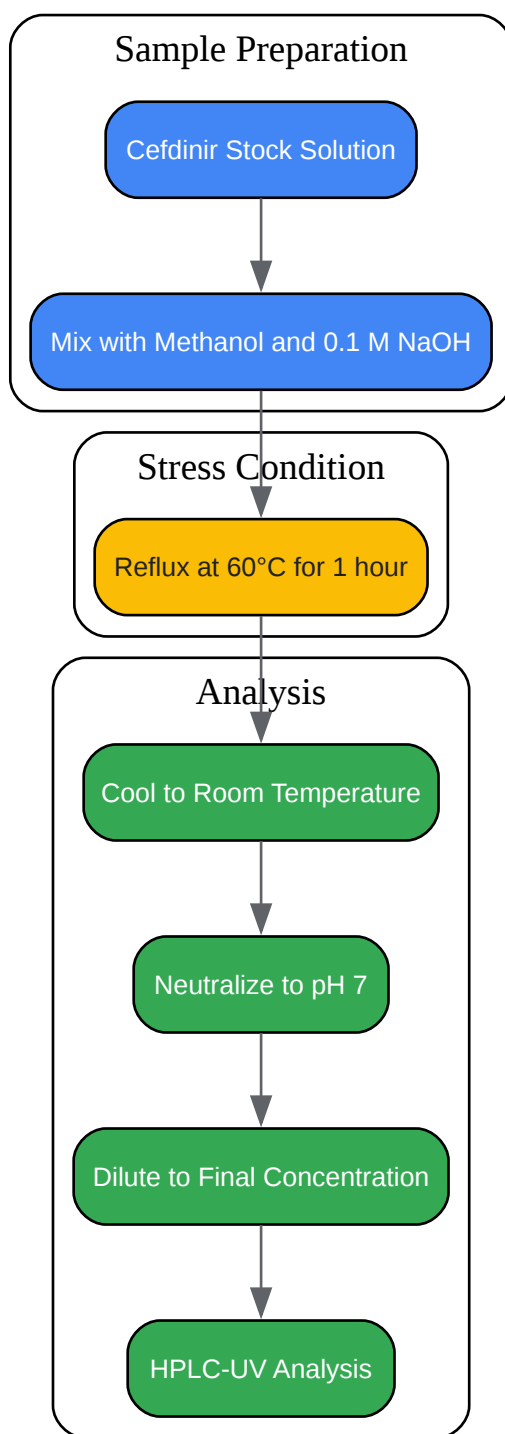 Sample Preparation
Cefdinir Stock Solution
Mix with Methanol and 0.1 M NaOH
Stress Condition
Reflux at 60°C for 1 hour
Analysis
Cool to Room Temperature
Neutralize to pH 7
Dilute to Final Concentration
HPLC-UV Analysis